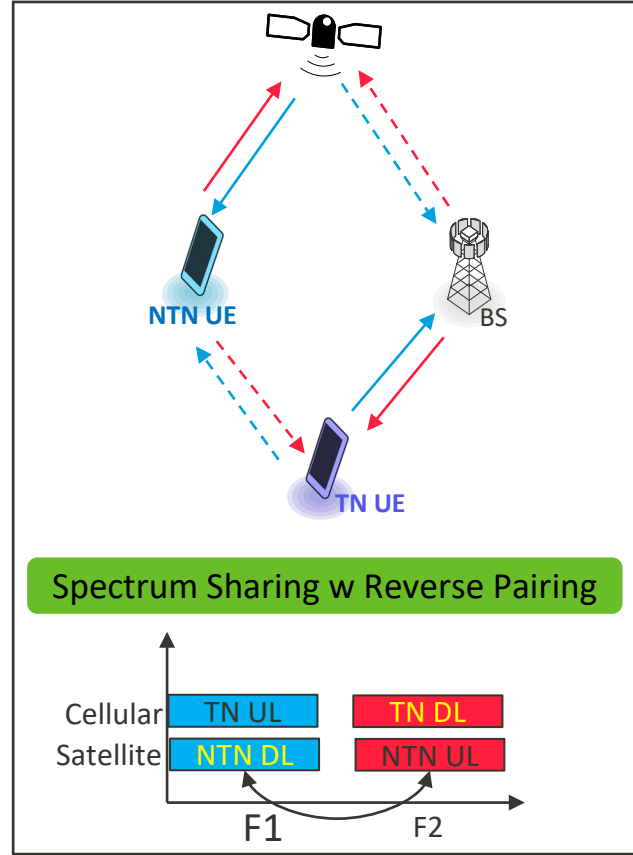 NTN UE
BS
TN UE
Spectrum Sharing w Reverse Pairing
Cellular TN UL TN DL
Satellite NTN DL NTN UL
F1 F2